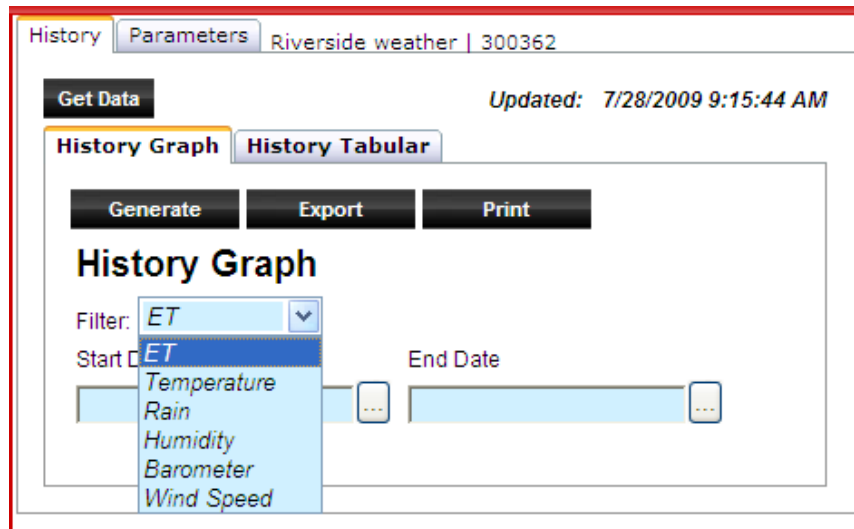 History Parameters Riverside weather | 300362
Get Data Updated: 7/28/2009 9:15:44 AM
History Graph History Tabular
Generate Export Print
History Graph
Filter: ET
Start D End Date
ET
Temperature
... ...
Rain
Humidity
Barometer
Wind Speed